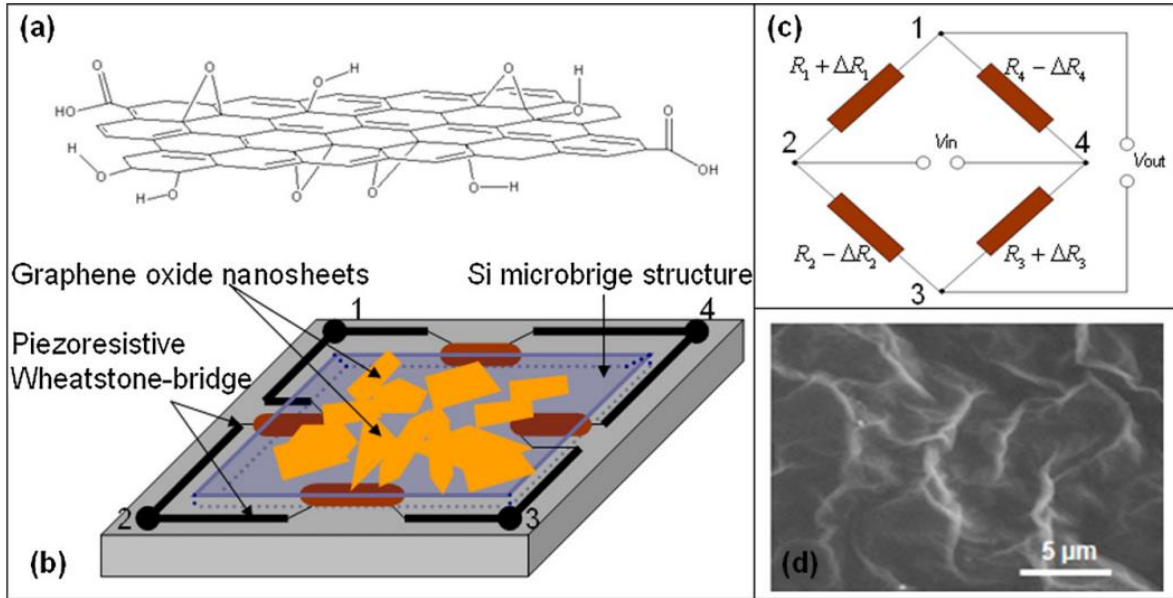 (a)
O
HO
O
O
H
O
H
O
O
OH
H
O
O
H
O
O
O
H
Graphene oxide nanosheets
Si microbrige structure
Piezoresistive
Wheatstone-bridge
1
4
2
3
(b)
(c)
1
R₁ + ΔR₁
R₄ − ΔR₄
2
Vin
4
Vout
R₂ − ΔR₂
R₃ + ΔR₃
3
5 µm
(d)